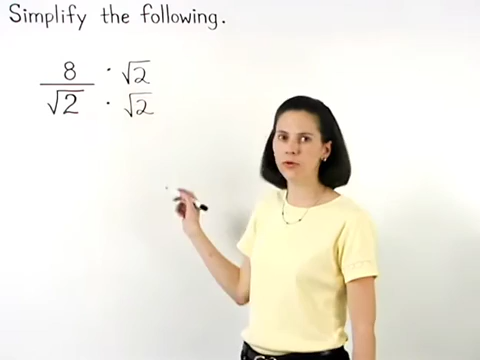 Simplify the following.
8 · √2
√2 · √2